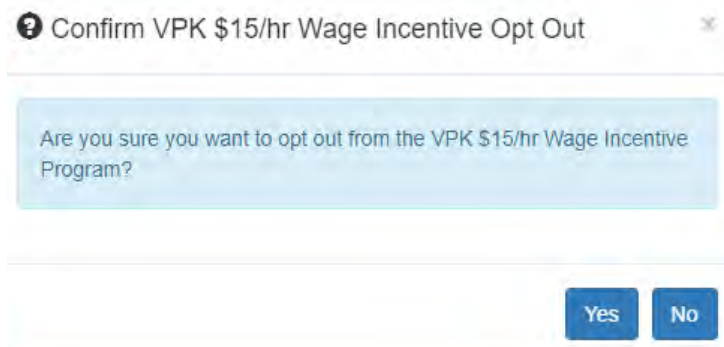 Confirm VPK $15/hr Wage Incentive Opt Out
Are you sure you want to opt out from the VPK $15/hr Wage Incentive
Program?
Yes No